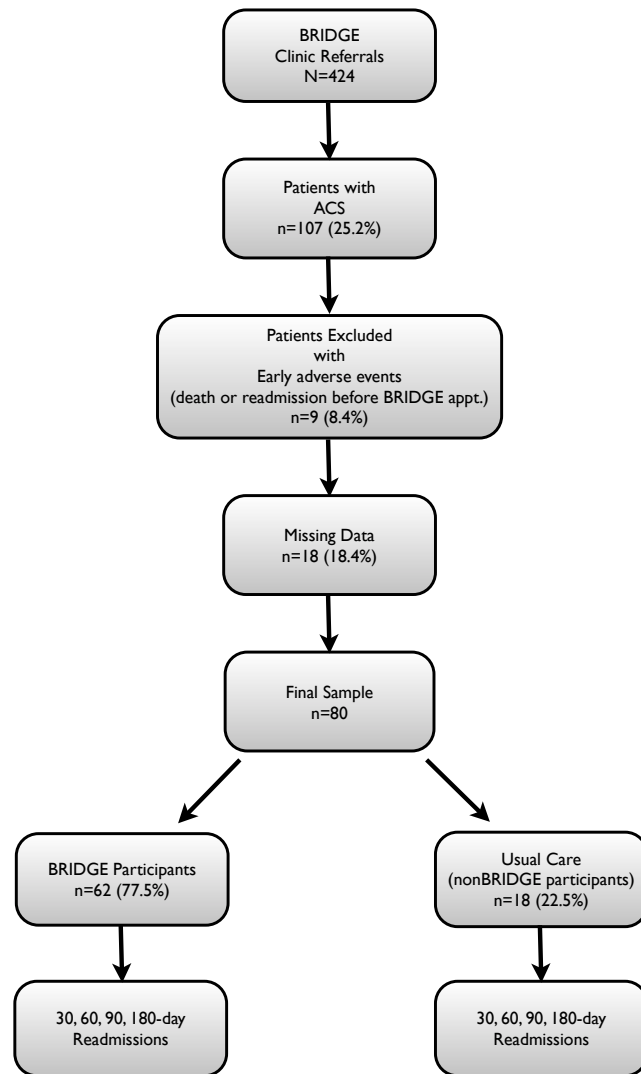 BRIDGE
Clinic Referrals
N=424
Patients with
ACS
n=107 (25.2%)
Patients Excluded
with
Early adverse events
(death or readmission before BRIDGE appt.)
n=9 (8.4%)
Missing Data
n=18 (18.4%)
Final Sample
n=80
BRIDGE Participants
n=62 (77.5%)
Usual Care
(nonBRIDGE participants)
n=18 (22.5%)
30, 60, 90, 180-day
Readmissions
30, 60, 90, 180-day
Readmissions